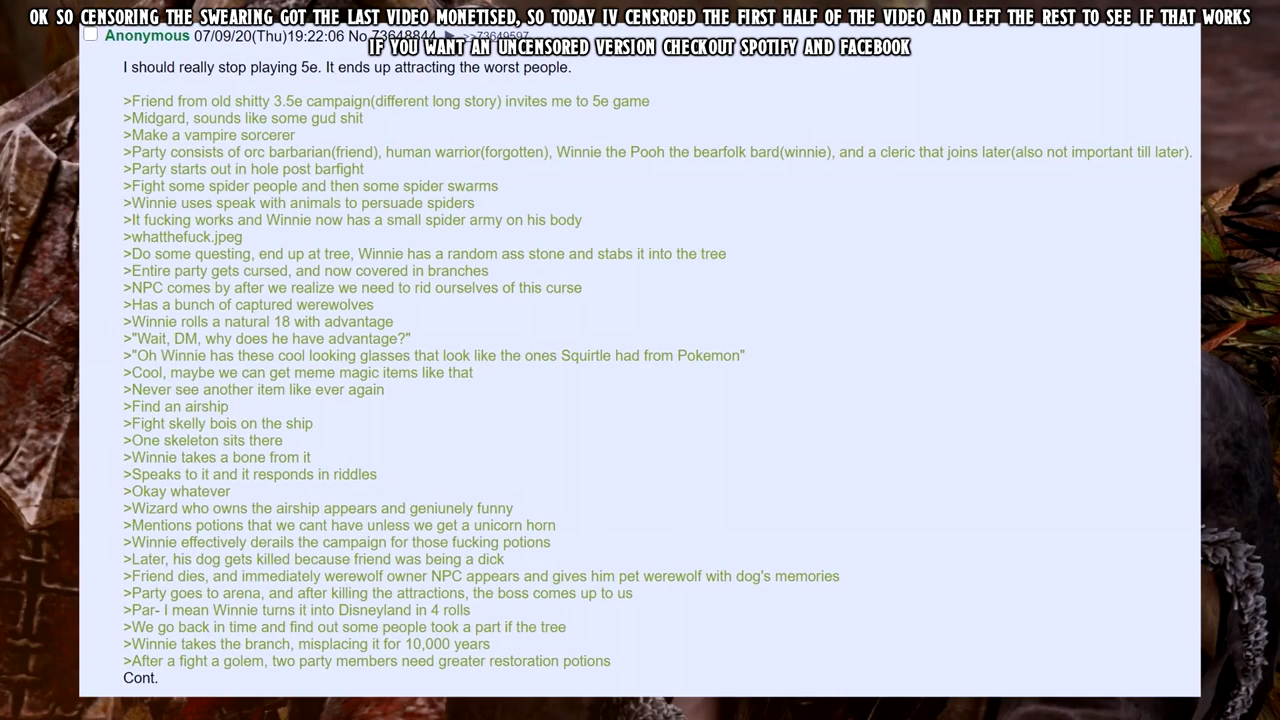 OK SO CENSORING THE SWEARING GOT THE LAST VIDEO MONETISED, SO TODAY IV CENSROED THE FIRST HALF OF THE VIDEO AND LEFT THE REST TO SEE IF THAT WORKS
Anonymous 07/09/20(Thu)19:22:06 No.73648844 ▶ >>73649597
IF YOU WANT AN UNCENSORED VERSION CHECKOUT SPOTIFY AND FACEBOOK
I should really stop playing 5e. It ends up attracting the worst people.
>Friend from old shitty 3.5e campaign(different long story) invites me to 5e game
>Midgard, sounds like some gud shit
>Make a vampire sorcerer
>Party consists of orc barbarian(friend), human warrior(forgotten), Winnie the Pooh the bearfolk bard(winnie), and a cleric that joins later(also not important till later).
>Party starts out in hole post barfight
>Fight some spider people and then some spider swarms
>Winnie uses speak with animals to persuade spiders
>It fucking works and Winnie now has a small spider army on his body
>whatthefuck.jpeg
>Do some questing, end up at tree, Winnie has a random ass stone and stabs it into the tree
>Entire party gets cursed, and now covered in branches
>NPC comes by after we realize we need to rid ourselves of this curse
>Has a bunch of captured werewolves
>Winnie rolls a natural 18 with advantage
>"Wait, DM, why does he have advantage?"
>"Oh Winnie has these cool looking glasses that look like the ones Squirtle had from Pokemon"
>Cool, maybe we can get meme magic items like that
>Never see another item like ever again
>Find an airship
>Fight skelly bois on the ship
>One skeleton sits there
>Winnie takes a bone from it
>Speaks to it and it responds in riddles
>Okay whatever
>Wizard who owns the airship appears and geniunely funny
>Mentions potions that we cant have unless we get a unicorn horn
>Winnie effectively derails the campaign for those fucking potions
>Later, his dog gets killed because friend was being a dick
>Friend dies, and immediately werewolf owner NPC appears and gives him pet werewolf with dog's memories
>Party goes to arena, and after killing the attractions, the boss comes up to us
>Par- I mean Winnie turns it into Disneyland in 4 rolls
>We go back in time and find out some people took a part if the tree
>Winnie takes the branch, misplacing it for 10,000 years
>After a fight a golem, two party members need greater restoration potions
Cont.